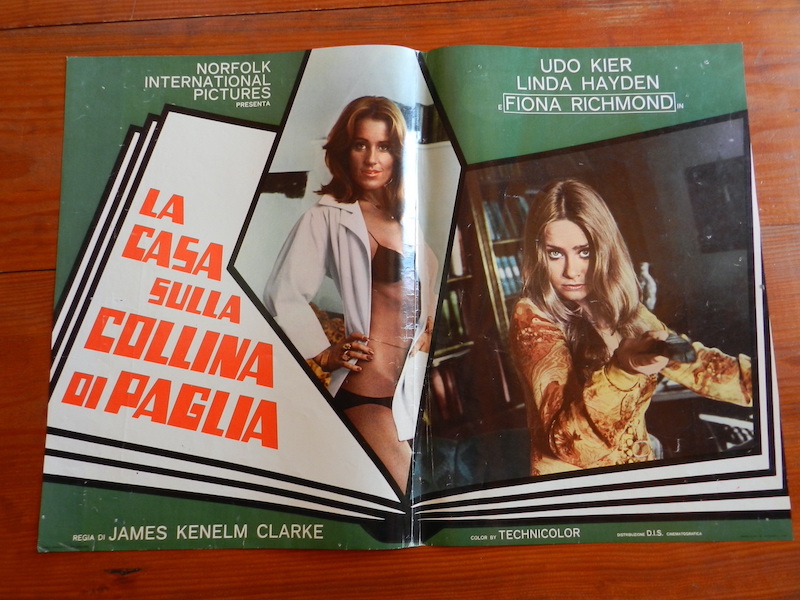 NORFOLK
INTERNATIONAL
PICTURES
PRESENTA
UDO KIER
LINDA HAYDEN
E FIONA RICHMOND IN
LA
CASA
SULLA
COLLINA
DI PAGLIA
REGIA DI JAMES KENELM CLARKE
COLOR BY TECHNICOLOR
DISTRIBUZIONE D.I.S. CINEMATOGRAFICA